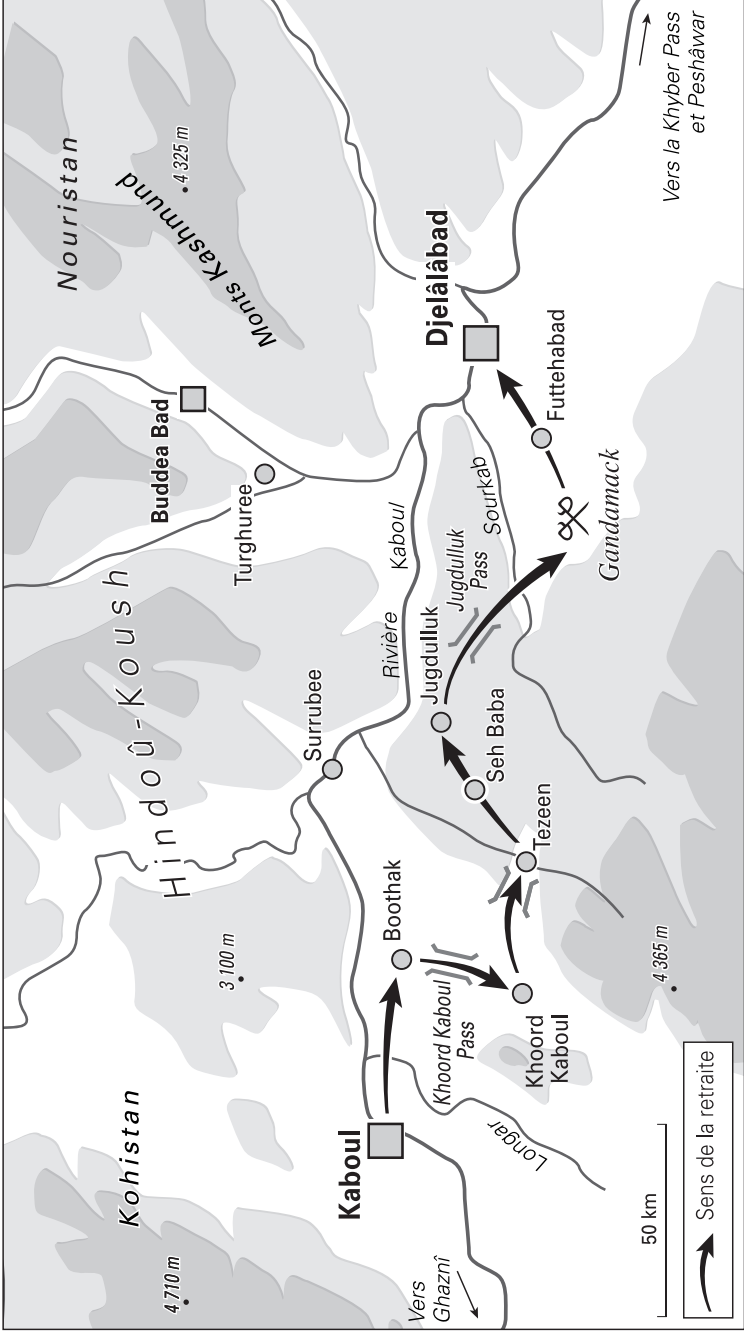 Kohistan
4 710 m
Vers
Ghaznî
Kaboul
Longar
Khoord Kaboul
Pass
Khoord
Kaboul
Boothak
3 100 m
Hindoû-Koush
Surrubee
Tezeen
Seh Baba
Jugdulluk
Jugdulluk
Pass
Rivière Kaboul
Sourkab
Turghuree
Buddea Bad
Nouristan
Monts Kashmund
4 325 m
Djelâlâbad
Futtehabad
Gandamack
4 365 m
Vers la Khyber Pass
et Peshâwar
50 km
Sens de la retraite